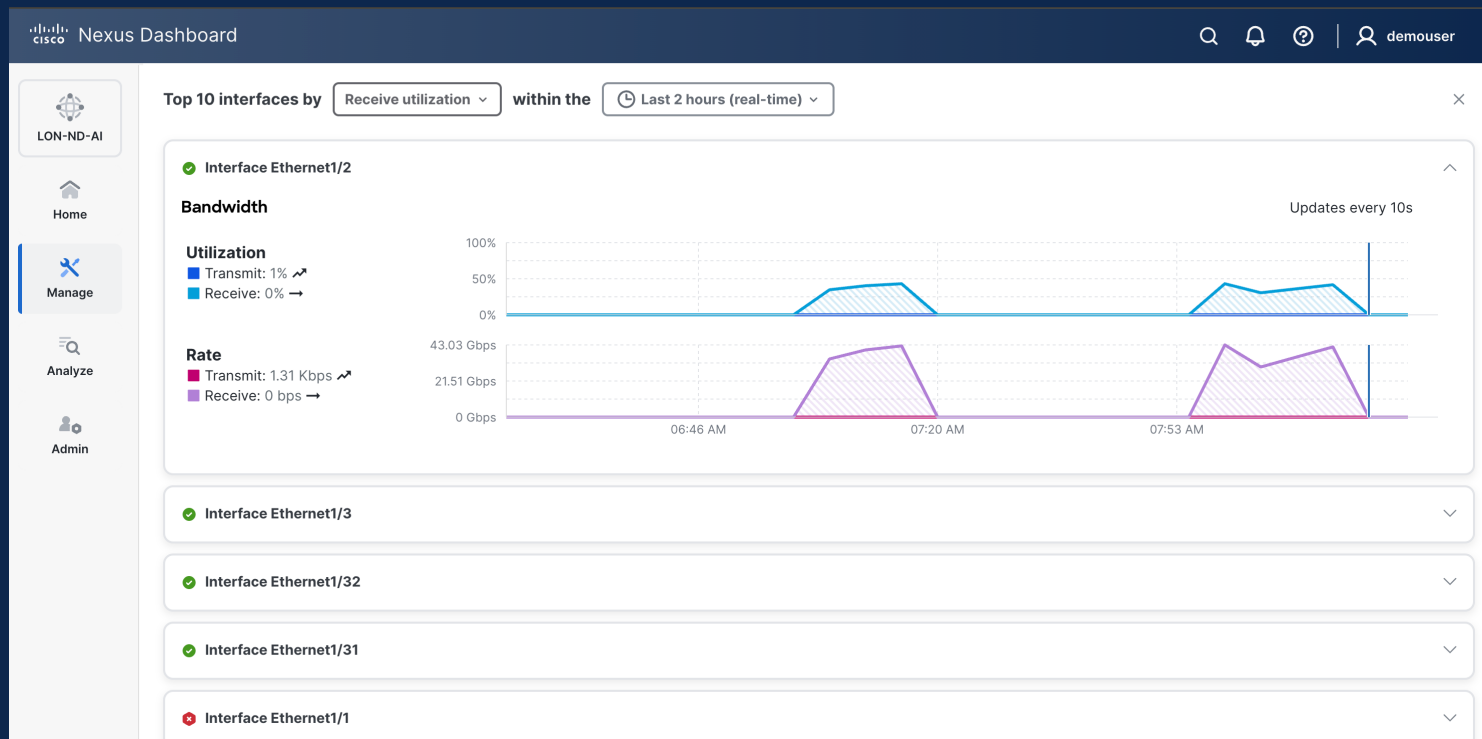 CISCO Nexus Dashboard
demouser
LON-ND-AI
Home
Manage
Analyze
Admin
Top 10 interfaces by Receive utilization within the Last 2 hours (real-time)
Interface Ethernet1/2
Bandwidth
Updates every 10s
Utilization
Transmit: 1%
Receive: 0%
100%
50%
0%
Rate
Transmit: 1.31 Kbps
Receive: 0 bps
43.03 Gbps
21.51 Gbps
0 Gbps
06:46 AM 07:20 AM 07:53 AM
Interface Ethernet1/3
Interface Ethernet1/32
Interface Ethernet1/31
Interface Ethernet1/1